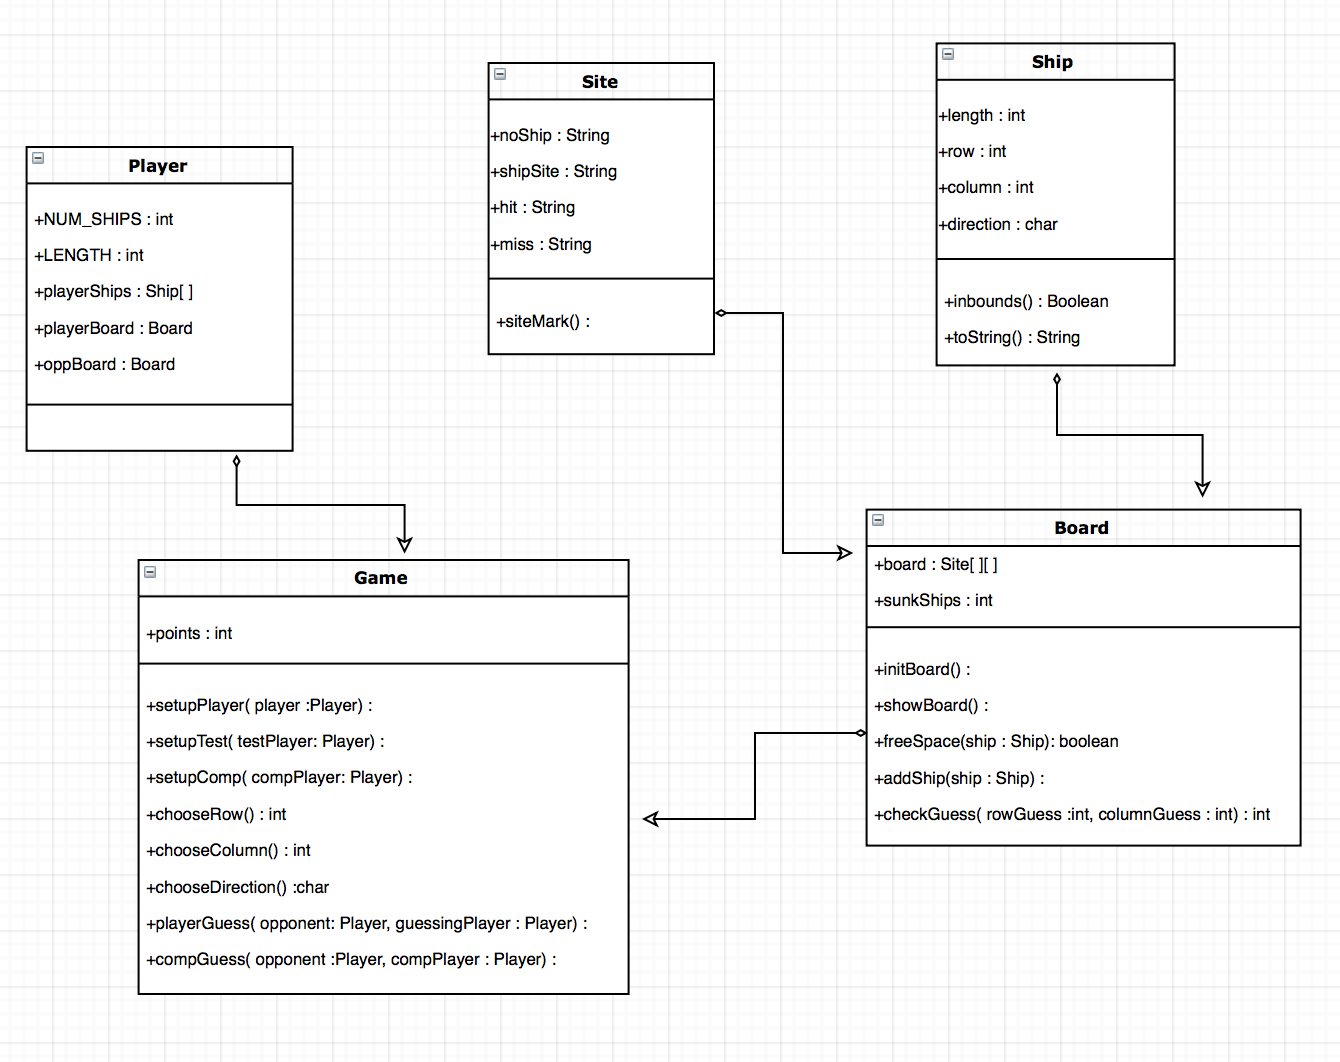 Player
+NUM_SHIPS : int
+LENGTH : int
+playerShips : Ship[ ]
+playerBoard : Board
+oppBoard : Board
Site
+noShip : String
+shipSite : String
+hit : String
+miss : String
+siteMark() :
Ship
+length : int
+row : int
+column : int
+direction : char
+inbounds() : Boolean
+toString() : String
Game
+points : int
+setupPlayer( player :Player) :
+setupTest( testPlayer: Player) :
+setupComp( compPlayer: Player) :
+chooseRow() : int
+chooseColumn() : int
+chooseDirection() :char
+playerGuess( opponent: Player, guessingPlayer : Player) :
+compGuess( opponent :Player, compPlayer : Player) :
Board
+board : Site[ ][ ]
+sunkShips : int
+initBoard() :
+showBoard() :
+freeSpace(ship : Ship): boolean
+addShip(ship : Ship) :
+checkGuess( rowGuess :int, columnGuess : int) : int